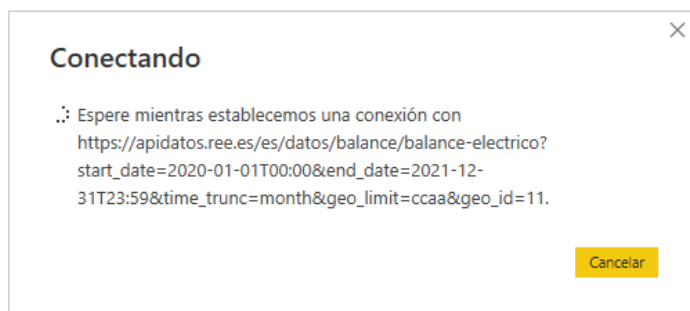 Conectando
Espere mientras establecemos una conexión con
https://apidatos.ree.es/es/datos/balance/balance-electrico?
start_date=2020-01-01T00:00&end_date=2021-12-
31T23:59&time_trunc=month&geo_limit=ccaa&geo_id=11.
Cancelar